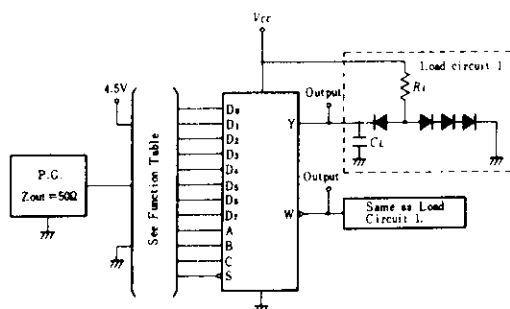 Vcc
Load circuit 1
RL
4.5V
Output
D0
D1
D2
D3
D4
D5
D6
D7
A
B
C
S
Y
W
CL
P.G.
Zout = 50Ω
See Function Table
Output
Same as Load
Circuit 1.